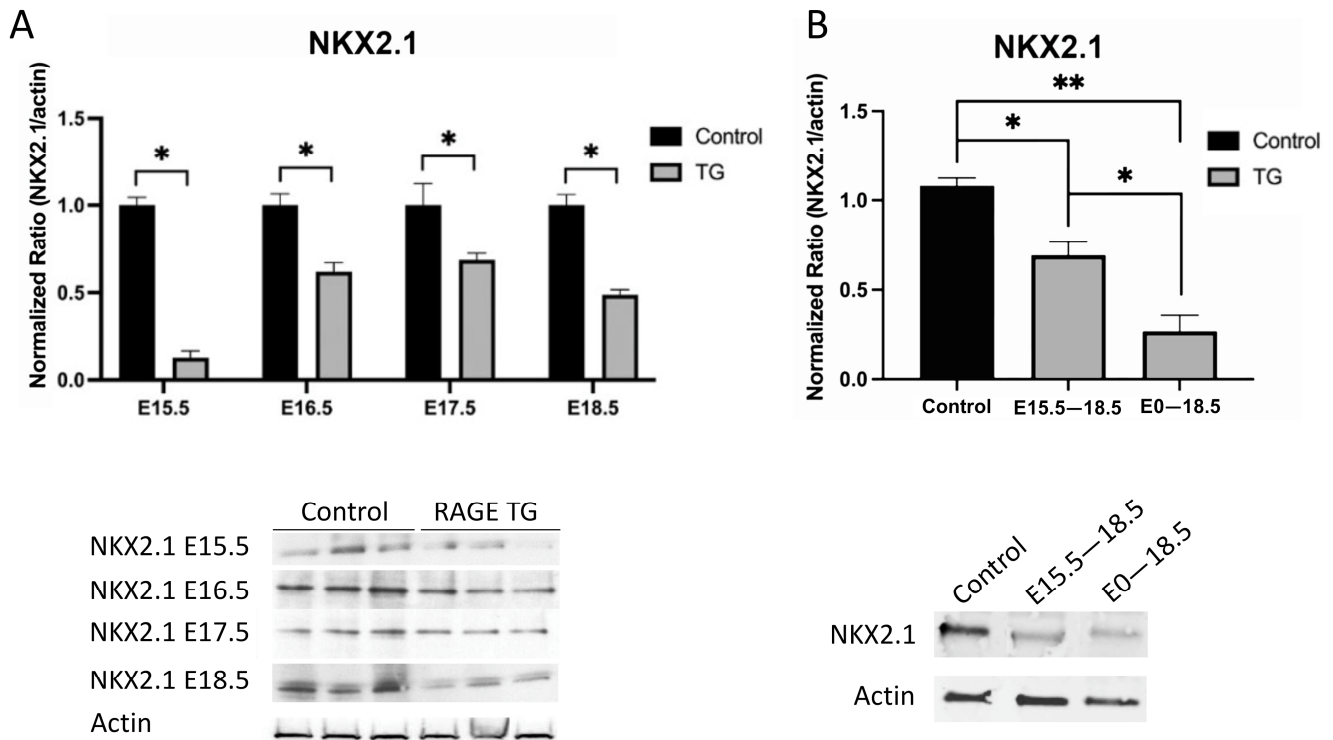 A
NKX2.1
Normalized Ratio (NKX2.1/actin)
1.5
1.0
0.5
0.0
*
*
*
*
Control
TG
E15.5
E16.5
E17.5
E18.5
B
NKX2.1
Normalized Ratio (NKX2.1/actin)
1.5
1.0
0.5
0.0
**
*
*
Control
TG
Control
E15.5—18.5
E0—18.5
Control
RAGE TG
NKX2.1 E15.5
NKX2.1 E16.5
NKX2.1 E17.5
NKX2.1 E18.5
Actin
Control
E15.5—18.5
E0—18.5
NKX2.1
Actin